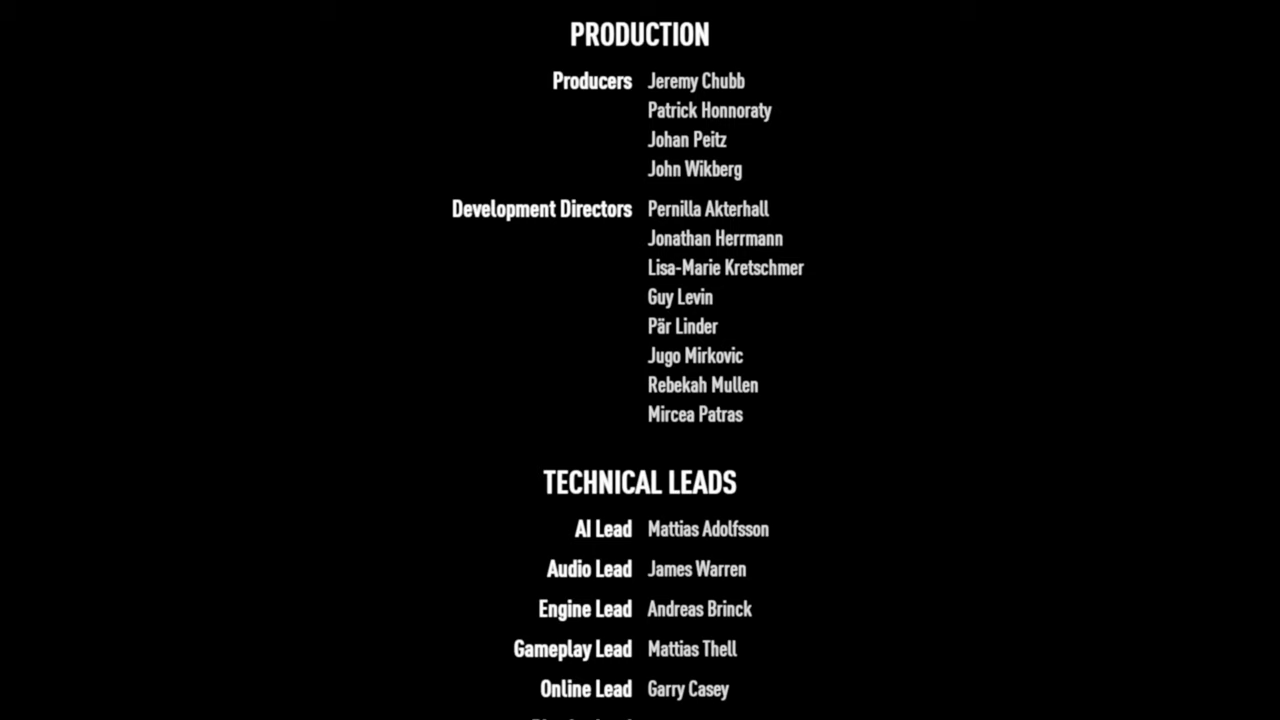 PRODUCTION
Producers Jeremy Chubb
Patrick Honnoraty
Johan Peitz
John Wikberg
Development Directors Pernilla Akterhall
Jonathan Herrmann
Lisa-Marie Kretschmer
Guy Levin
Pär Linder
Jugo Mirkovic
Rebekah Mullen
Mircea Patras
TECHNICAL LEADS
AI Lead Mattias Adolfsson
Audio Lead James Warren
Engine Lead Andreas Brinck
Gameplay Lead Mattias Thell
Online Lead Garry Casey